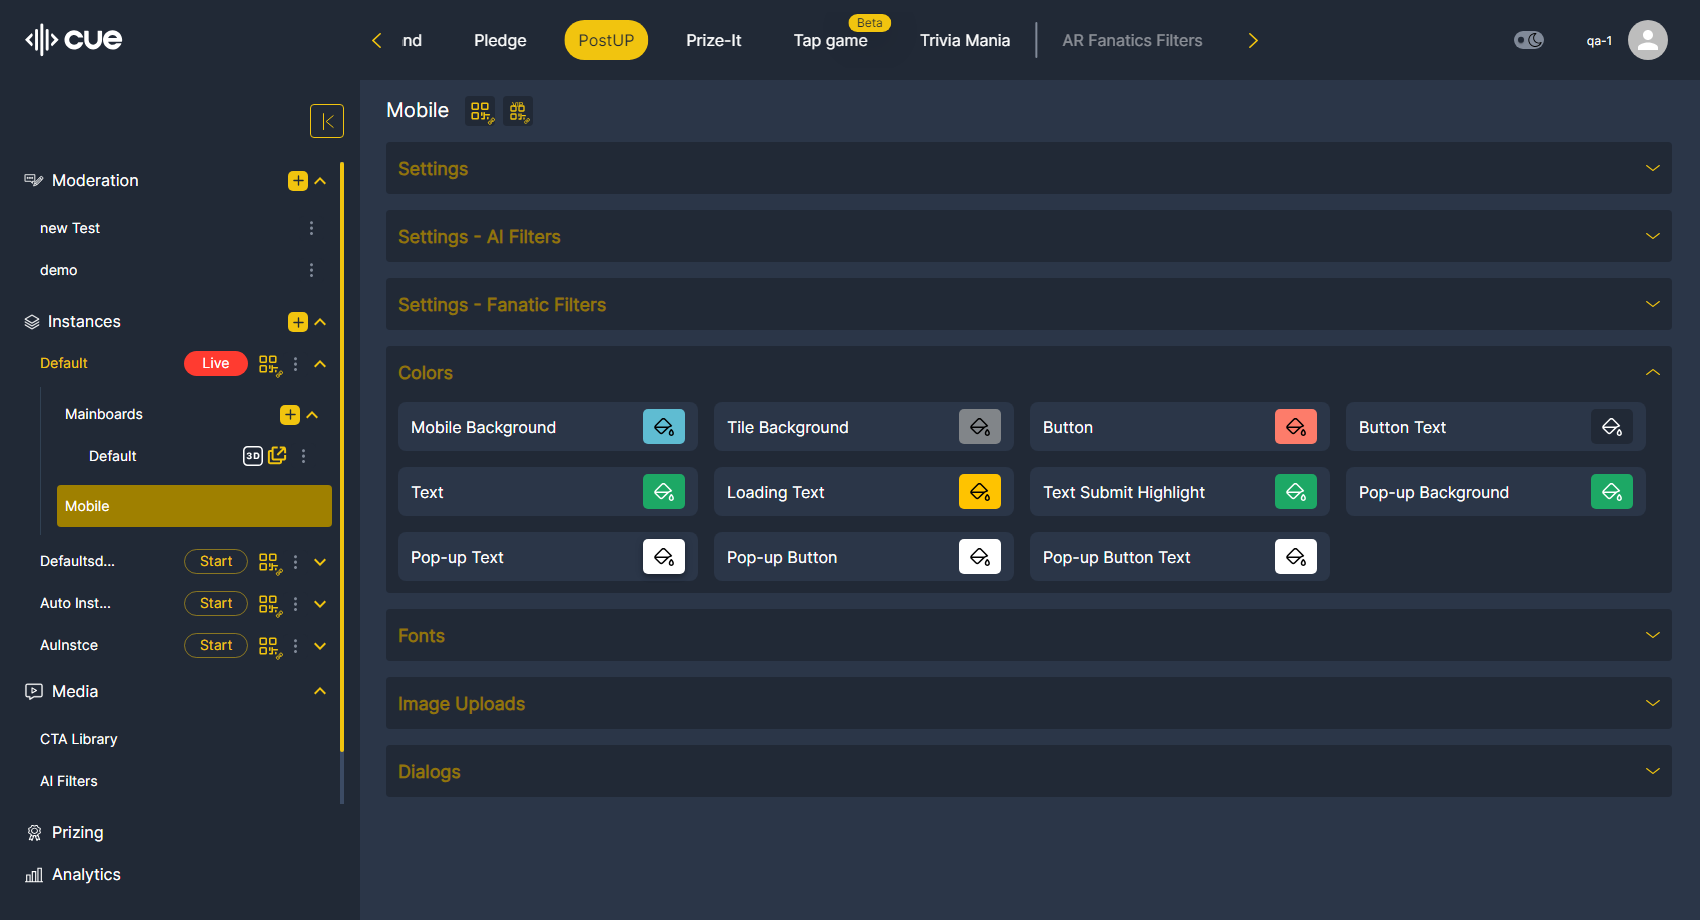 cue
nd
Pledge
PostUP
Prize-It
Tap game
Beta
Trivia Mania
AR Fanatics Filters
qa-1
Moderation
new Test
demo
Instances
Default
Live
Mainboards
Default
3D
Mobile
Defaultsd...
Start
Auto Inst...
Start
AuInstce
Start
Media
CTA Library
AI Filters
Prizing
Analytics
Mobile
Settings
Settings - AI Filters
Settings - Fanatic Filters
Colors
Mobile Background
Tile Background
Button
Button Text
Text
Loading Text
Text Submit Highlight
Pop-up Background
Pop-up Text
Pop-up Button
Pop-up Button Text
Fonts
Image Uploads
Dialogs